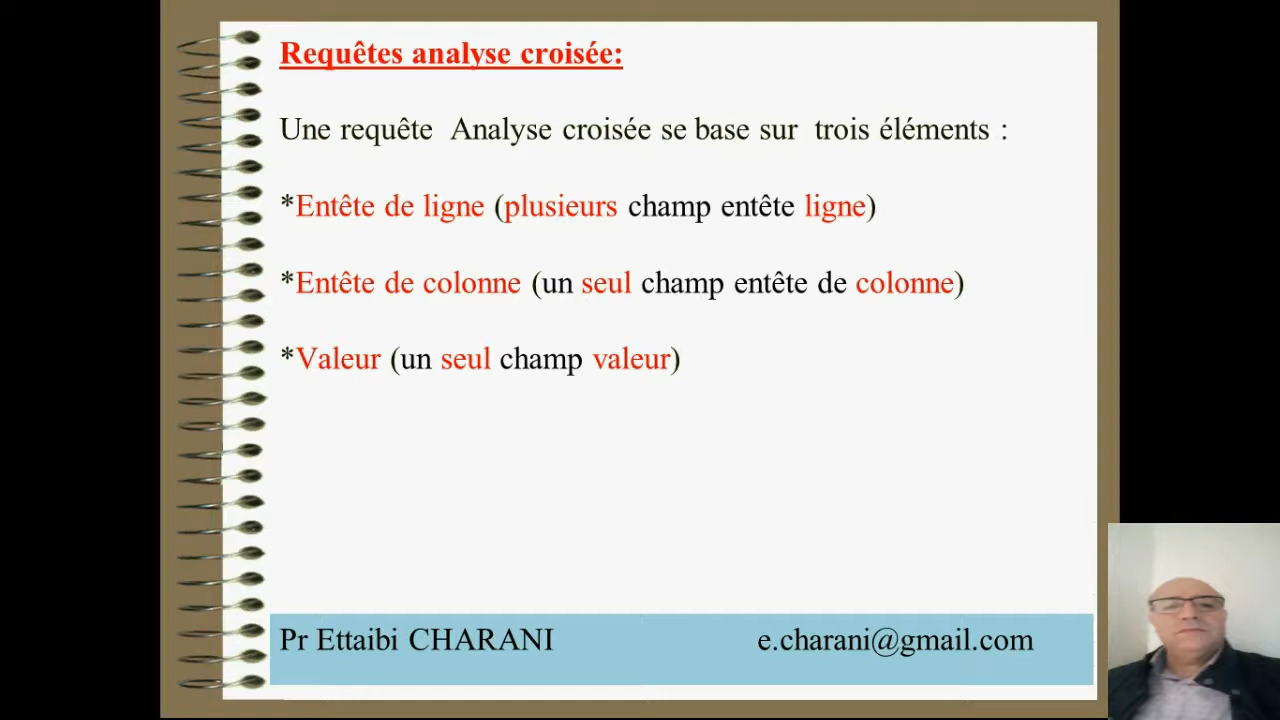 Requêtes analyse croisée:
Une requête Analyse croisée se base sur trois éléments :
*Entête de ligne (plusieurs champ entête ligne)
*Entête de colonne (un seul champ entête de colonne)
*Valeur (un seul champ valeur)
Pr Ettaibi CHARANI e.charani@gmail.com